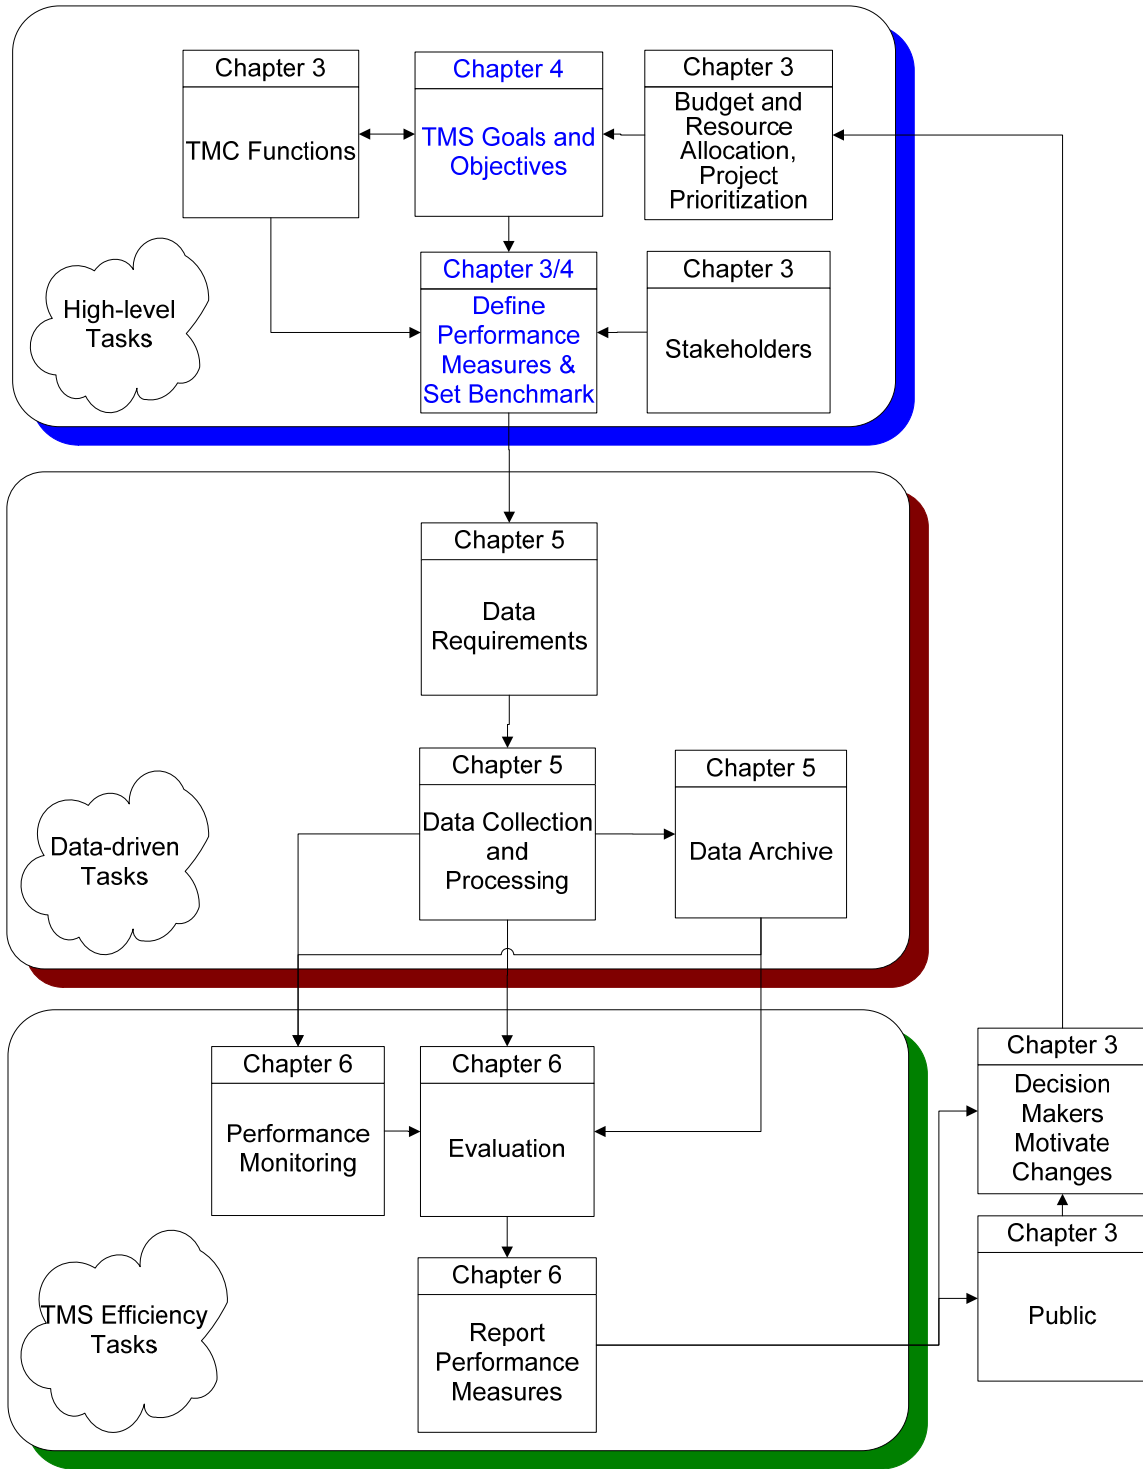 Chapter 3
TMC Functions
Chapter 4
TMS Goals and
Objectives
Chapter 3
Budget and
Resource
Allocation,
Project
Prioritization
High-level
Tasks
Chapter 3/4
Define
Performance
Measures &
Set Benchmark
Chapter 3
Stakeholders
Chapter 5
Data
Requirements
Data-driven
Tasks
Chapter 5
Data Collection
and
Processing
Chapter 5
Data Archive
Chapter 6
Performance
Monitoring
Chapter 6
Evaluation
Chapter 3
Decision
Makers
Motivate
Changes
TMS Efficiency
Tasks
Chapter 6
Report
Performance
Measures
Chapter 3
Public